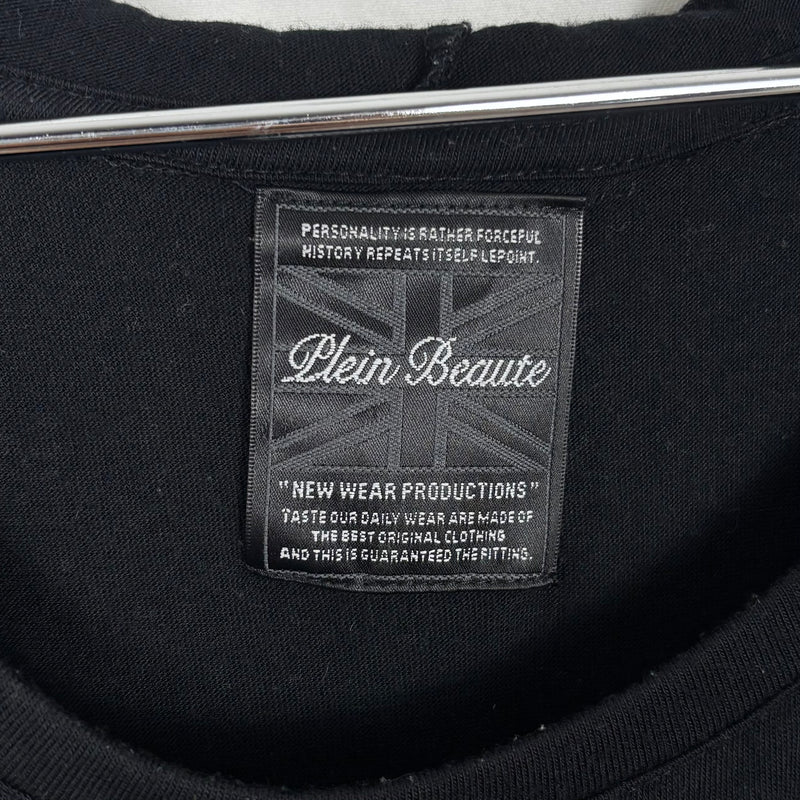 PERSONALITY IS RATHER FORCEFUL
HISTORY REPEATS ITSELF LEPOINT.
Plein Beaute
"NEW WEAR PRODUCTIONS"
TASTE OUR DAILY WEAR ARE MADE OF
THE BEST ORIGINAL CLOTHING
AND THIS IS GUARANTEED THE FITTING.